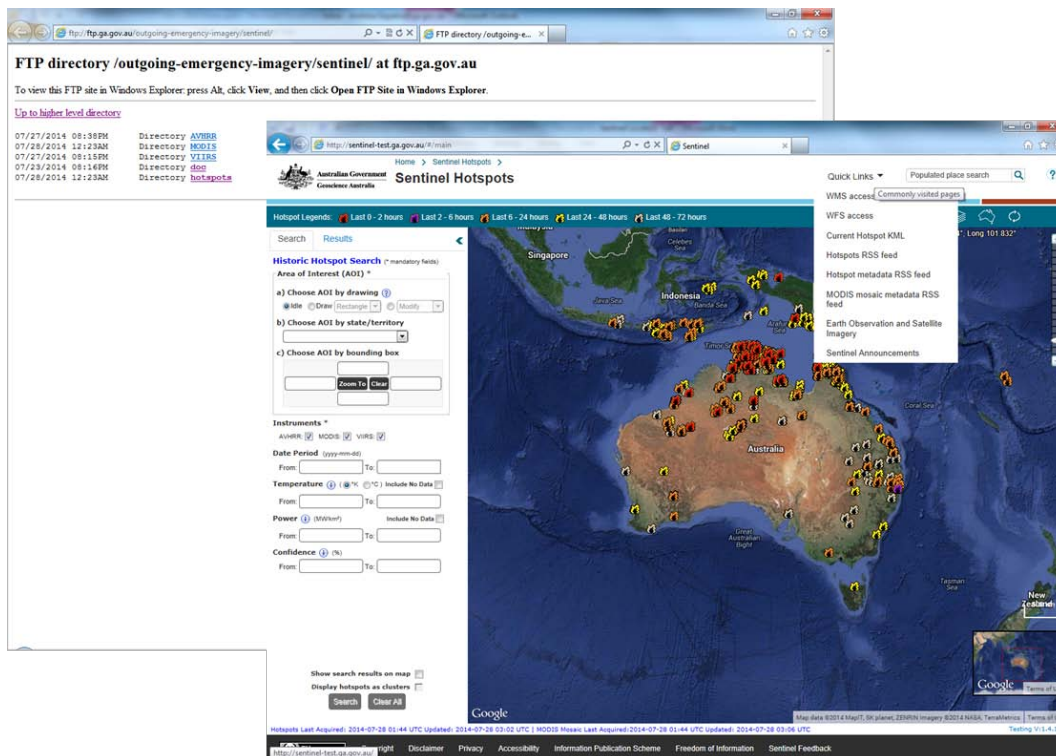 ftp://ftp.ga.gov.au/outgoing-emergency-imagery/sentinel/
FTP directory /outgoing-e...
FTP directory /outgoing-emergency-imagery/sentinel/ at ftp.ga.gov.au
To view this FTP site in Windows Explorer: press Alt, click View, and then click Open FTP Site in Windows Explorer.
Up to higher level directory
07/27/2014 08:38PM Directory AVHRR
07/28/2014 12:23AM Directory MODIS
07/27/2014 08:15PM Directory VIIRS
07/23/2014 08:16PM Directory doc
07/28/2014 12:23AM Directory hotspots
http://sentinel-test.ga.gov.au/#/main
Sentinel
Australian Government
Geoscience Australia
Home > Sentinel Hotspots >
Sentinel Hotspots
Quick Links
Populated place search
?
Commonly visited pages
WMS access
WFS access
Current Hotspot KML
Hotspots RSS feed
Hotspot metadata RSS feed
MODIS mosaic metadata RSS
feed
Earth Observation and Satellite
Imagery
Sentinel Announcements
Hotspot Legends: Last 0 - 2 hours Last 2 - 6 hours Last 6 - 24 hours Last 24 - 48 hours Last 48 - 72 hours
Long 101.832°
Search Results
Historic Hotspot Search (* mandatory fields)
Area of Interest (AOI) *
a) Choose AOI by drawing ?
Idle Draw Rectangle Modify
b) Choose AOI by state/territory
c) Choose AOI by bounding box
Zoom To Clear
Instruments *
AVHRR: MODIS: VIIRS:
Date Period (yyyy-mm-dd)
From: To:
Temperature (°K °C) Include No Data
From: To:
Power (MW/km²) Include No Data
From: To:
Confidence (%)
From: To:
Show search results on map
Display hotspots as clusters
Search Clear All
Malaysia
Singapore
Celebes
Sea
Indonesia
Java Sea
Banda Sea
Arafura
Timor Sea
Coral Sea
Australia
Great
Australian
Bight
Tasman
Sea
New
Zealand
Google
Google
Terms of U
Map data ©2014 MapIT, SK planet, ZENRIN Imagery ©2014 NASA, TerraMetrics Terms of U
Hotspots Last Acquired: 2014-07-28 01:44 UTC Updated: 2014-07-28 03:02 UTC | MODIS Mosaic Last Acquired: 2014-07-28 01:44 UTC Updated: 2014-07-28 03:06 UTC
Testing V:1.4.
http://sentinel-test.ga.gov.au/
right Disclaimer Privacy Accessibility Information Publication Scheme Freedom of Information Sentinel Feedback